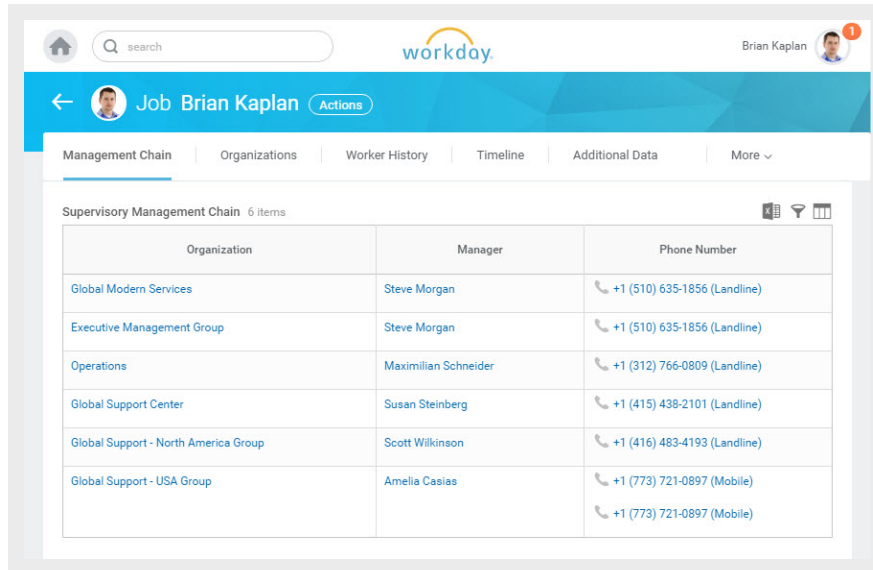 search
workday.
Brian Kaplan
1
Job Brian Kaplan Actions
Management Chain Organizations Worker History Timeline Additional Data More
Supervisory Management Chain 6 items
Organization Manager Phone Number
Global Modern Services Steve Morgan +1 (510) 635-1856 (Landline)
Executive Management Group Steve Morgan +1 (510) 635-1856 (Landline)
Operations Maximilian Schneider +1 (312) 766-0809 (Landline)
Global Support Center Susan Steinberg +1 (415) 438-2101 (Landline)
Global Support - North America Group Scott Wilkinson +1 (416) 483-4193 (Landline)
Global Support - USA Group Amelia Casias +1 (773) 721-0897 (Mobile)
+1 (773) 721-0897 (Mobile)